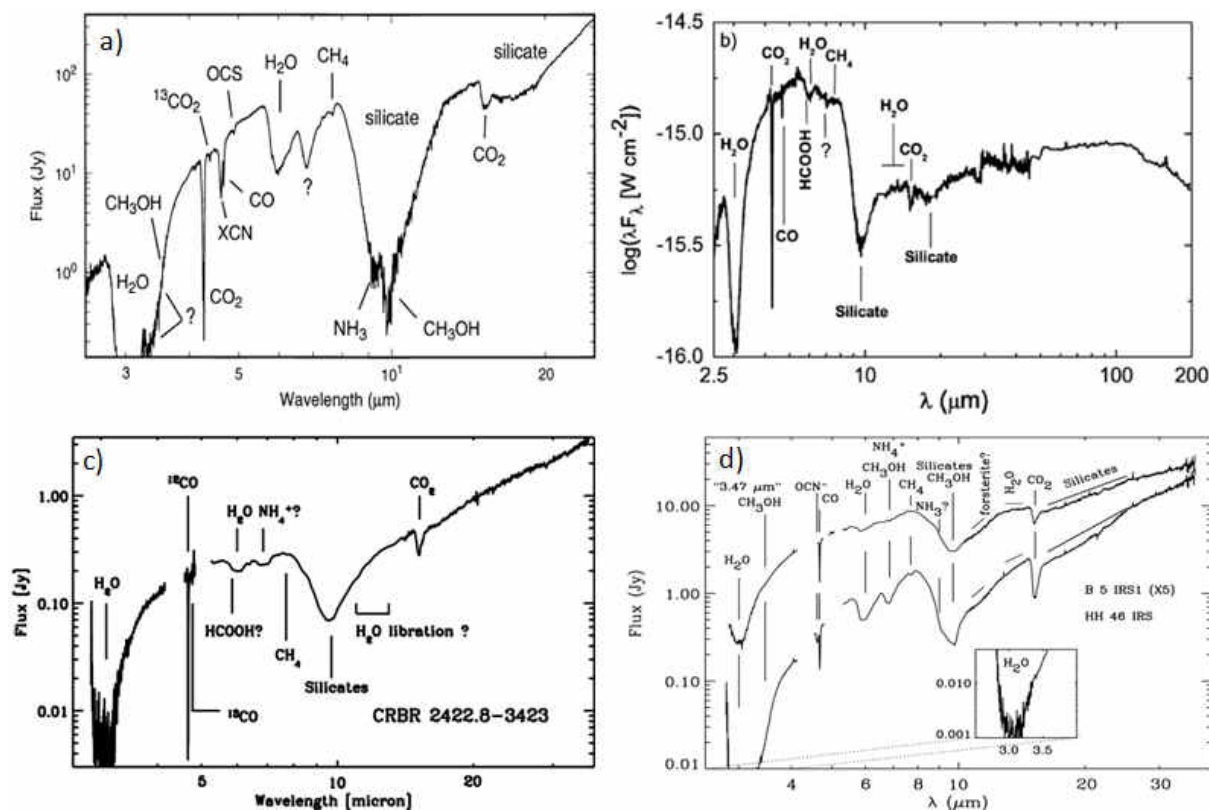 a)
silicate
CH₄
H₂O
OCS
¹³CO₂
silicate
CO₂
?
CO
XCN
CH₃OH
H₂O
?
CO₂
NH₃
CH₃OH
10²
10¹
10⁰
Flux (Jy)
3
5
10¹
20
Wavelength (μm)
b)
-14.5
-15.0
-15.5
-16.0
log(λFλ [W cm⁻²]
CO₂
H₂O
CH₄
H₂O
HCOOH
?
CO
H₂O
CO₂
Silicate
Silicate
2.5
10
100
200
λ (μm)
c)
¹²CO
H₂O
NH₄⁺?
CO₂
H₂O
HCOOH?
CH₄
H₂O libration ?
Silicates
¹³CO
CRBR 2422.8-3423
1.00
0.10
0.01
Flux [Jy]
5
10
20
Wavelength [micron]
d)
NH₄⁺
"3.47 μm"
CH₃OH
OCN⁻
CO
H₂O
CH₃OH
CH₄
NH₃?
Silicates
CH₃OH
forsterite?
H₂O
CO₂
Silicates
H₂O
B 5 IRS1 (X5)
HH 46 IRS
H₂O
0.010
0.001
3.0
3.5
10.00
1.00
0.10
0.01
Flux (Jy)
4
6
8
10
20
30
λ (μm)